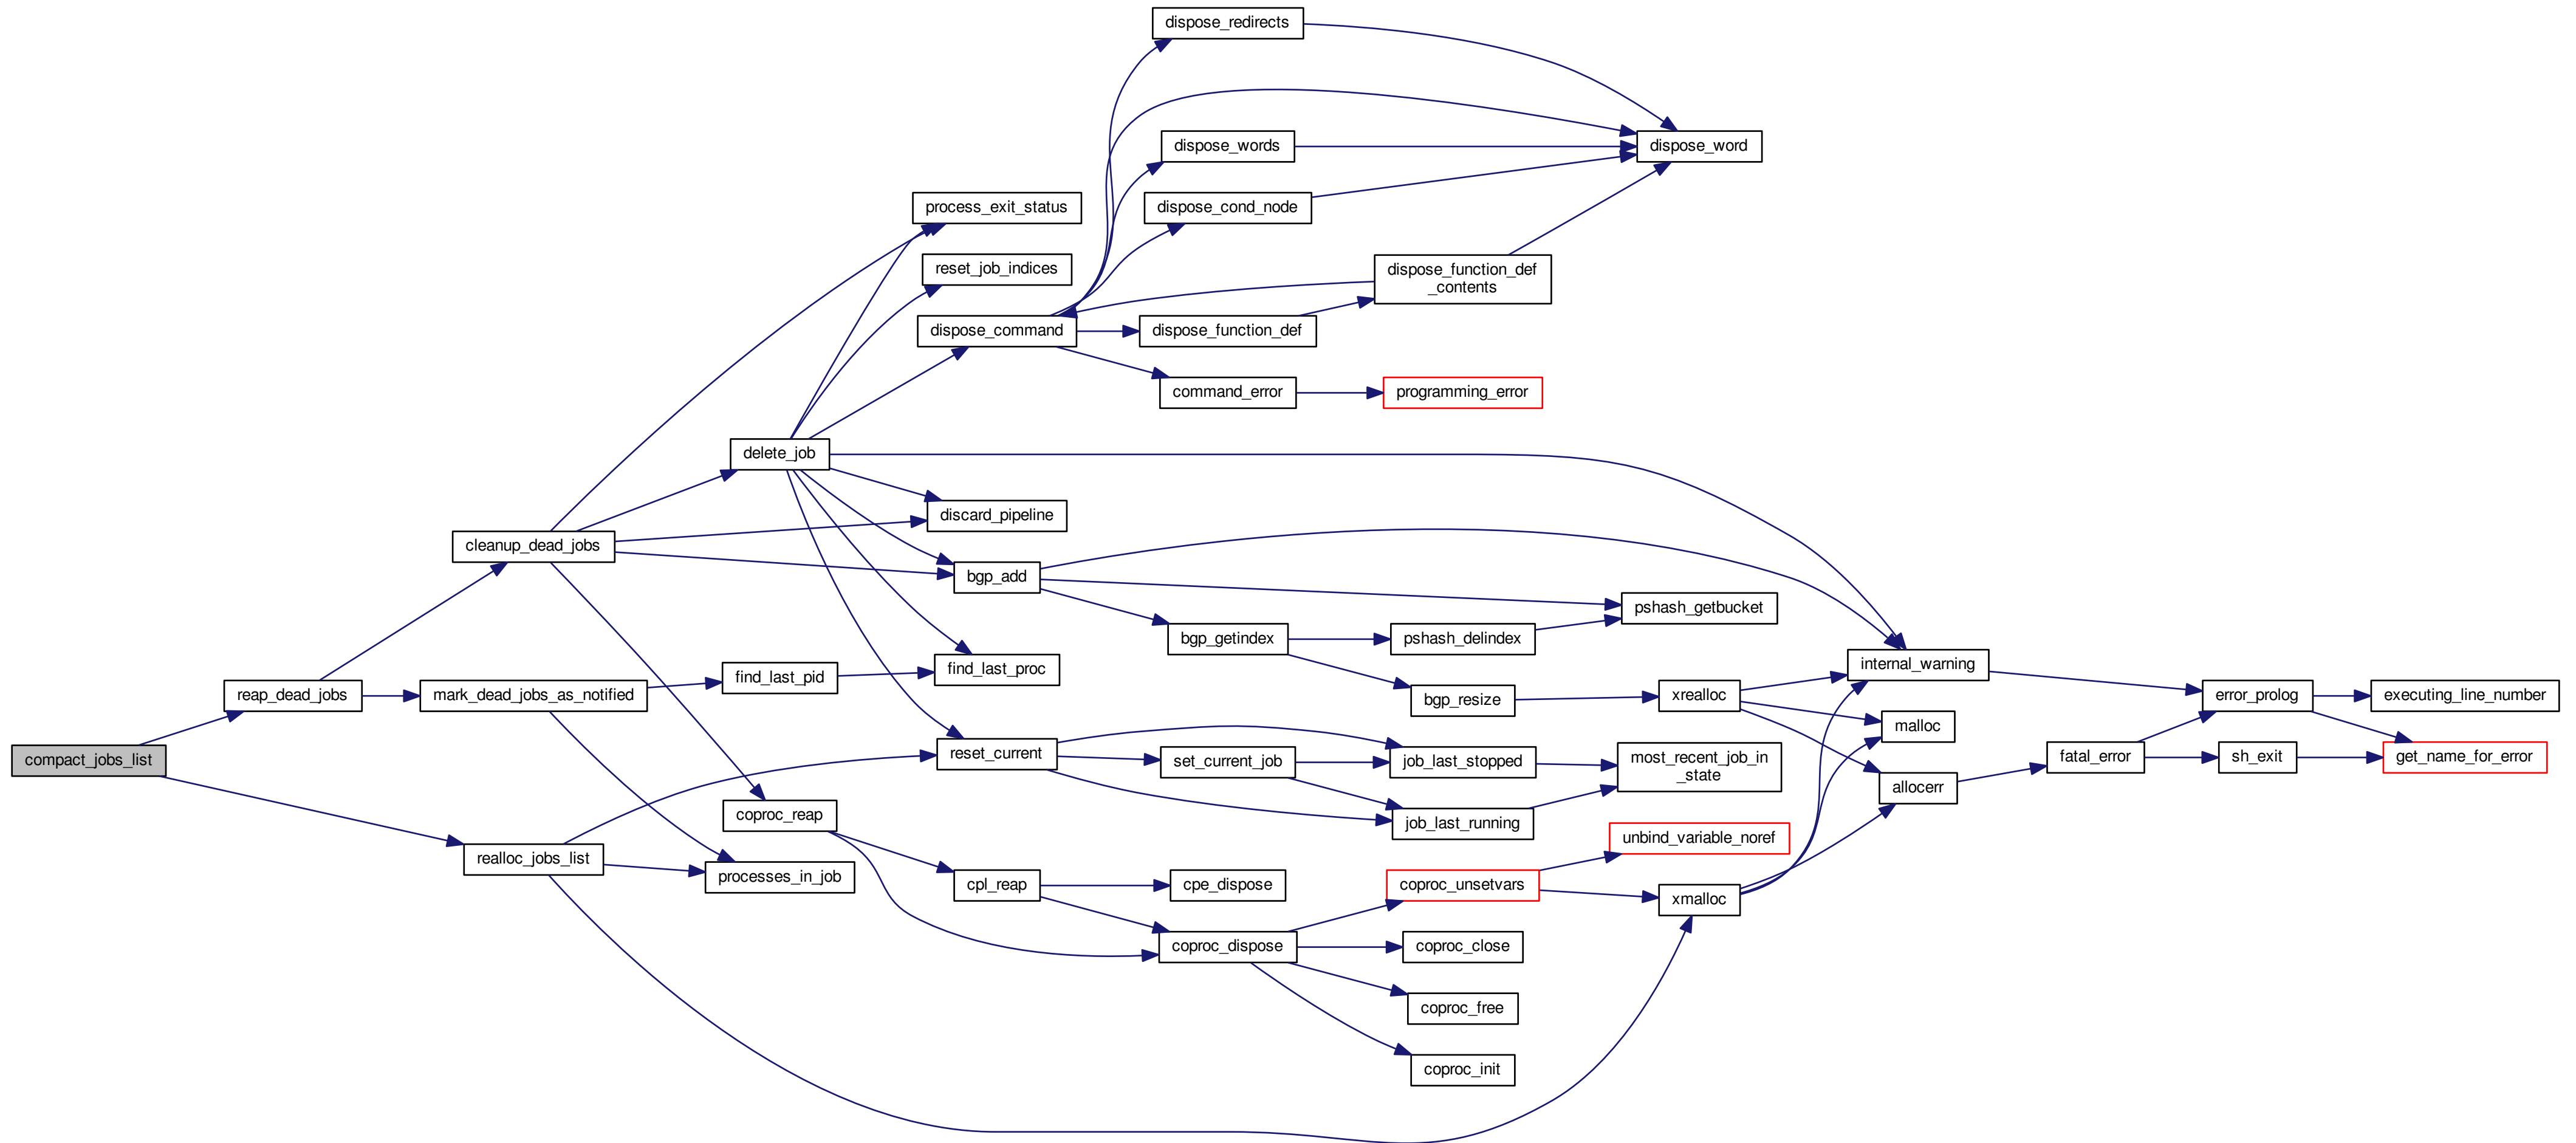 dispose_redirects
dispose_words
dispose_word
process_exit_status
dispose_cond_node
reset_job_indices
dispose_function_def
_contents
dispose_command
dispose_function_def
command_error
programming_error
delete_job
discard_pipeline
cleanup_dead_jobs
bgp_add
pshash_getbucket
bgp_getindex
pshash_delindex
internal_warning
find_last_proc
find_last_pid
reap_dead_jobs
mark_dead_jobs_as_notified
bgp_resize
xrealloc
error_prolog
executing_line_number
malloc
compact_jobs_list
reset_current
set_current_job
job_last_stopped
most_recent_job_in
_state
fatal_error
sh_exit
get_name_for_error
allocerr
coproc_reap
job_last_running
unbind_variable_noref
realloc_jobs_list
processes_in_job
cpl_reap
cpe_dispose
coproc_unsetvars
xmalloc
coproc_dispose
coproc_close
coproc_free
coproc_init